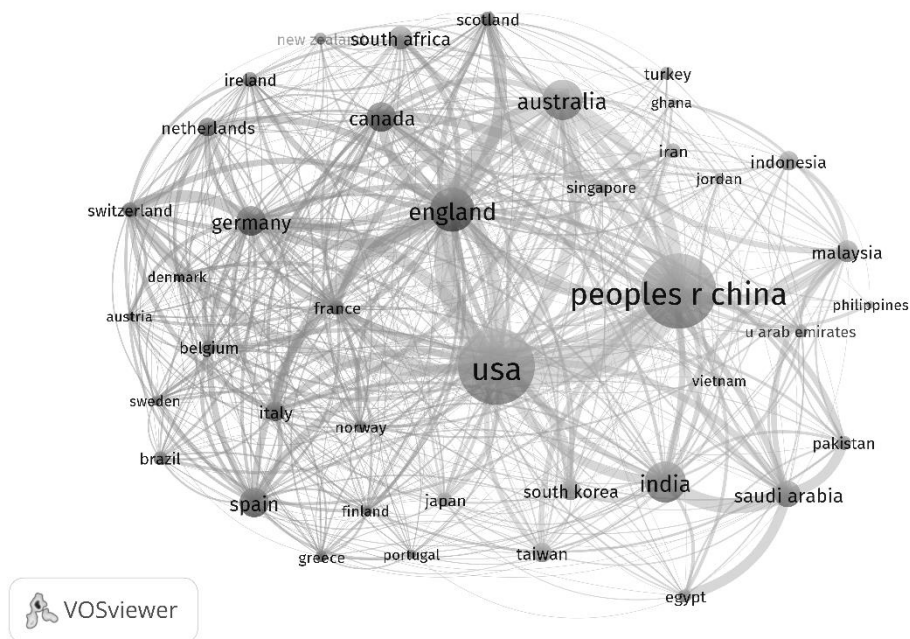 scotland
new zealand
south africa
turkey
ireland
australia
ghana
canada
netherlands
iran
indonesia
jordan
singapore
switzerland
england
germany
malaysia
denmark
peoples r china
philippines
france
austria
u arab emirates
belgium
usa
vietnam
sweden
italy
norway
pakistan
brazil
india
south korea
saudi arabia
spain
japan
finland
greece
portugal
taiwan
egypt
VOSviewer